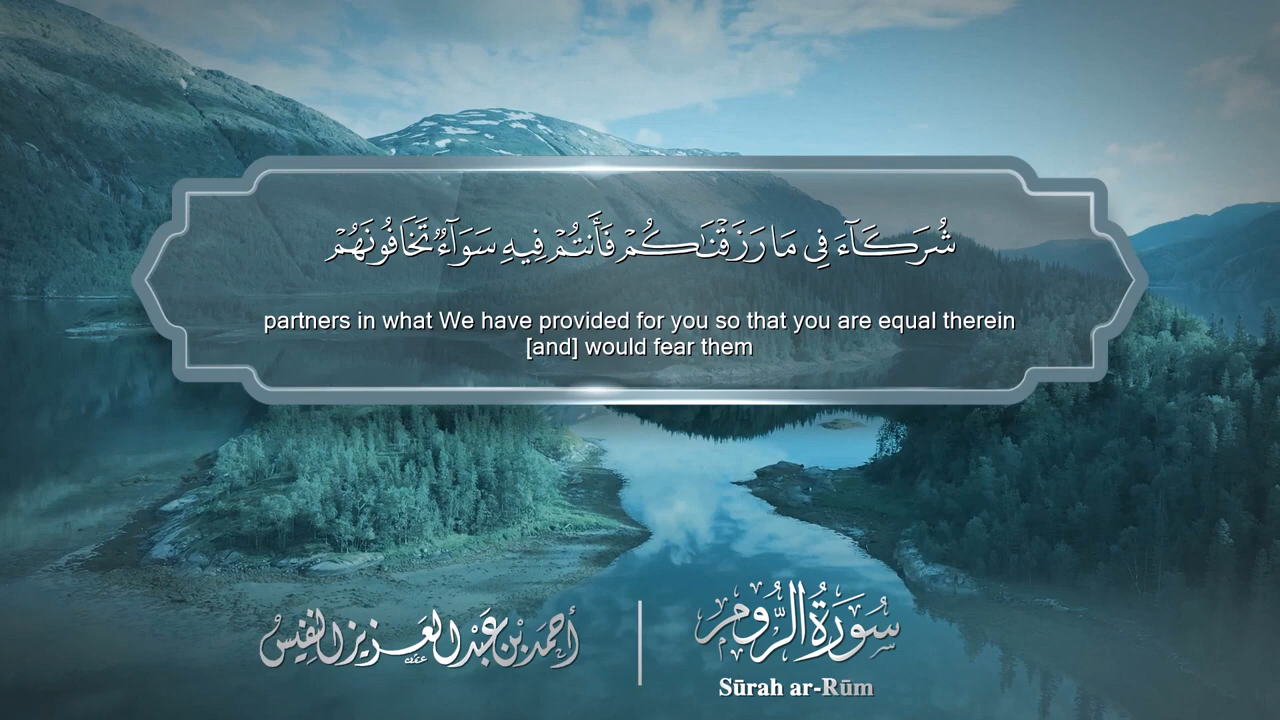 شُرَكَآءَ فِي مَا رَزَقْنَٰكُمْ فَأَنتُمْ فِيهِ سَوَآءٌ تَخَافُونَهُمْ
partners in what We have provided for you so that you are equal therein
[and] would fear them
أحمد بن عبد العزيز النفيس
سُورَةُ الرُّومِ
Sūrah ar-Rūm